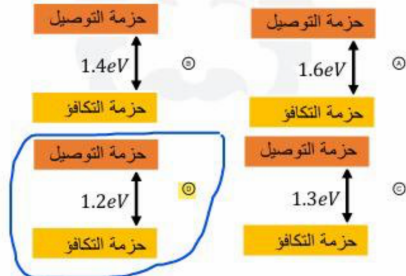 حزمة التوصيل
1.6eV Ⓐ
حزمة التكافؤ
حزمة التوصيل
1.4eV Ⓑ
حزمة التكافؤ
حزمة التوصيل
1.3eV Ⓒ
حزمة التكافؤ
حزمة التوصيل
1.2eV Ⓓ
حزمة التكافؤ